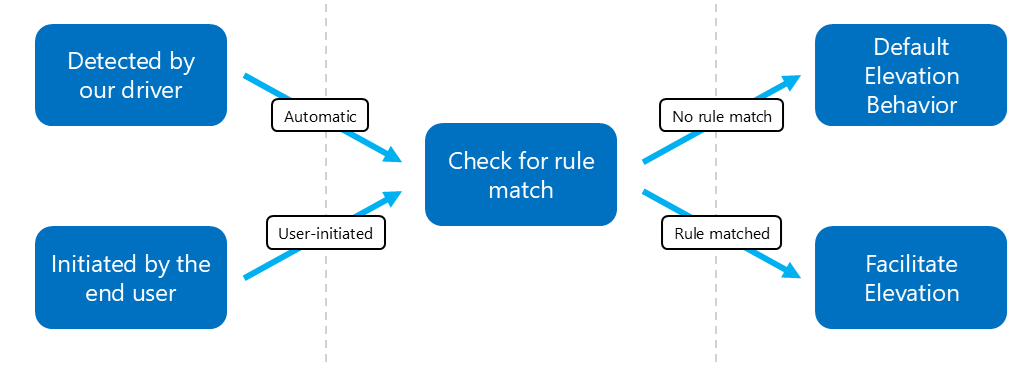 Detected by
our driver
Automatic
Initiated by the
end user
User-initiated
Check for rule
match
No rule match
Default
Elevation
Behavior
Rule matched
Facilitate
Elevation